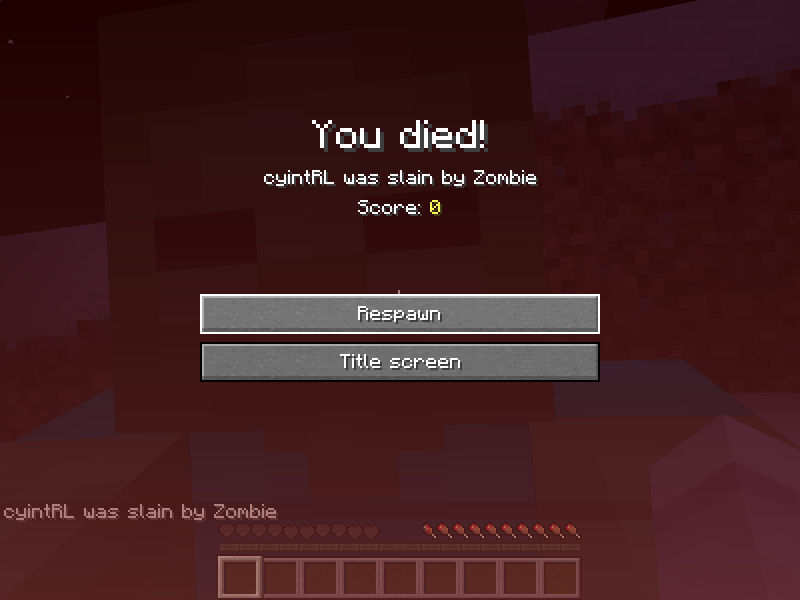 You died!
cyintRL was slain by Zombie
Score: 0
Respawn
Title screen
cyintRL was slain by Zombie